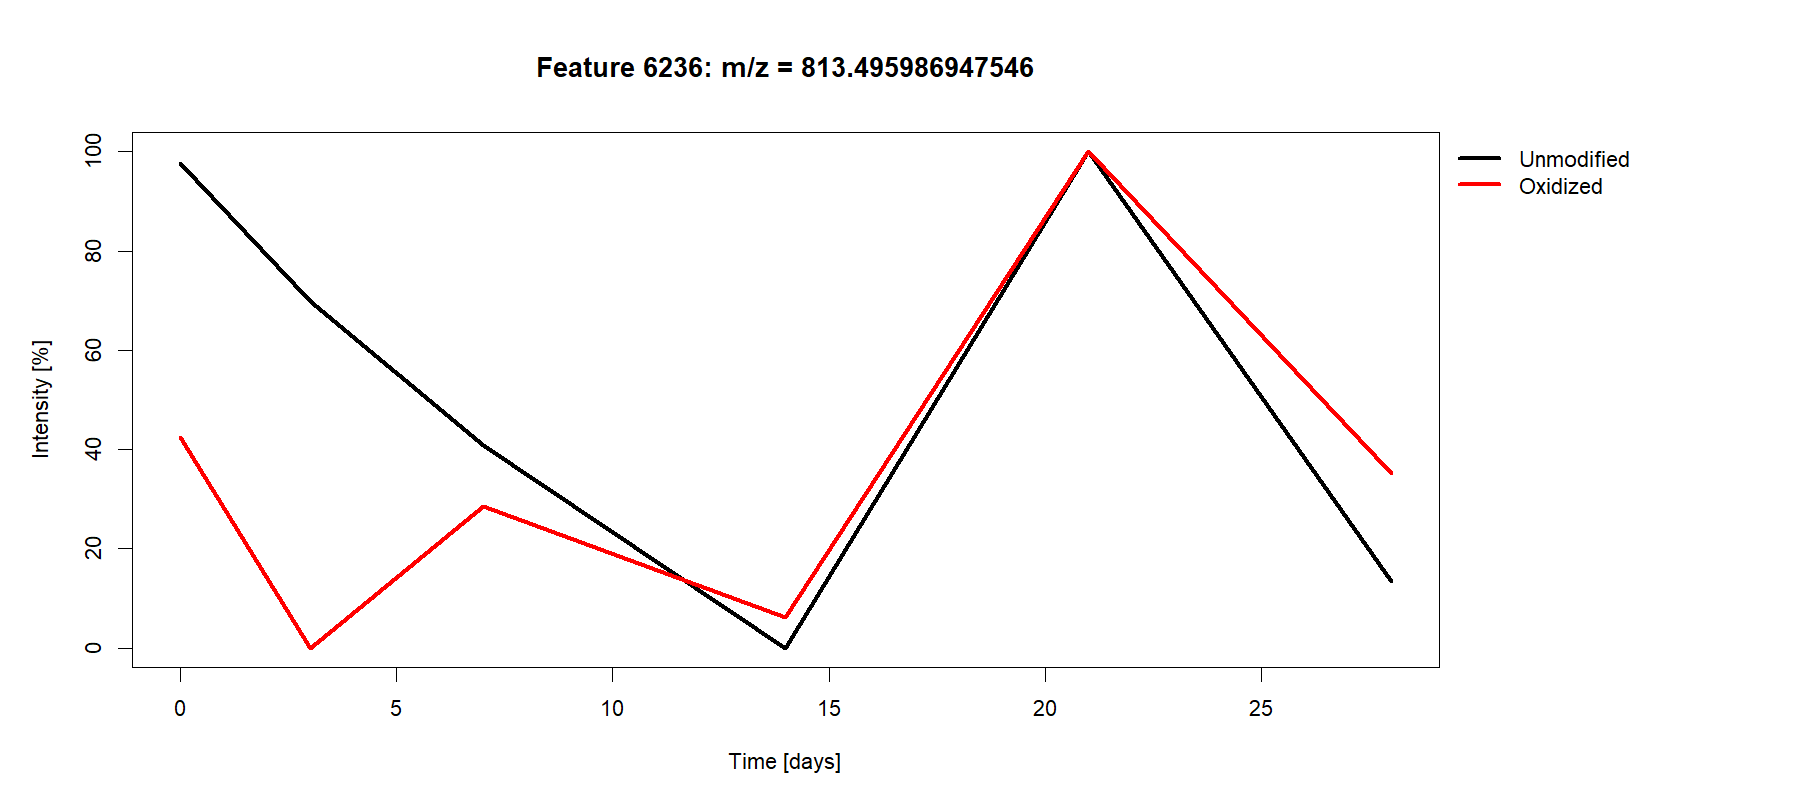 Feature 6236: m/z = 813.495986947546
Unmodified
Oxidized
Intensity [%]
100
80
60
40
20
0
0 5 10 15 20 25
Time [days]